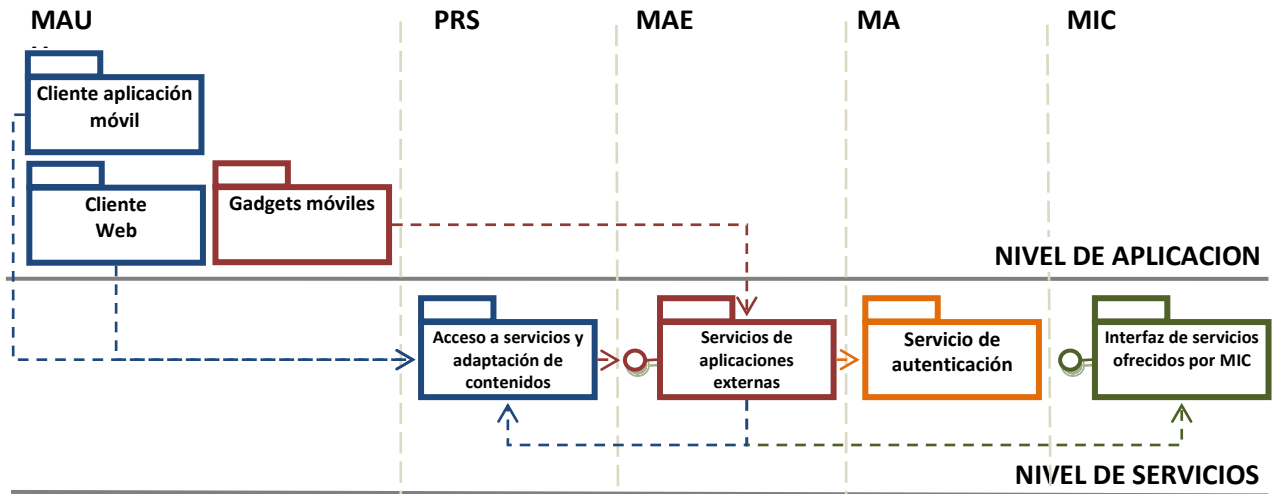 MAU
PRS
MAE
MA
MIC
Cliente aplicación
móvil
Cliente
Web
Gadgets móviles
NIVEL DE APLICACION
Acceso a servicios y
adaptación de
contenidos
Servicios de
aplicaciones
externas
Servicio de
autenticación
Interfaz de servicios
ofrecidos por MIC
NIVEL DE SERVICIOS